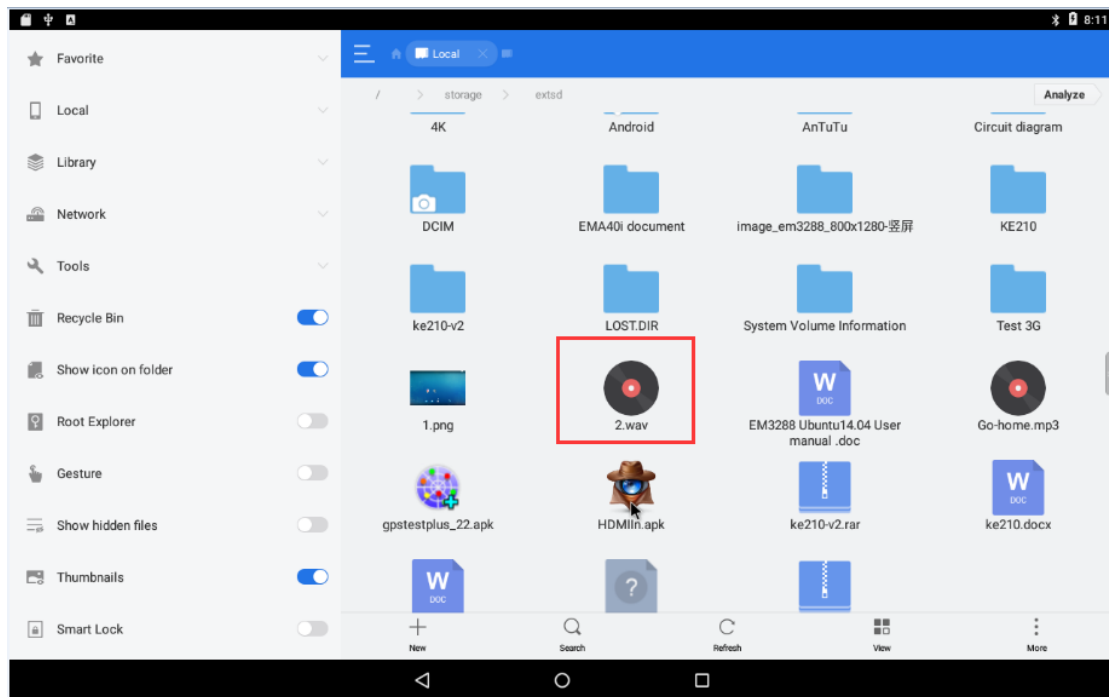 8:11
Favorite
Local
Library
Network
Tools
Recycle Bin
Show icon on folder
Root Explorer
Gesture
Show hidden files
Thumbnails
Smart Lock
Local
/ > storage > extsd
Analyze
4K
Android
AnTuTu
Circuit diagram
DCIM
EMA40i document
image_em3288_800x1280-竖屏
KE210
ke210-v2
LOST.DIR
System Volume Information
Test 3G
W
DOC
1.png
2.wav
EM3288 Ubuntu14.04 User
manual .doc
Go-home.mp3
W
DOC
gpstestplus_22.apk
HDMIIn.apk
ke210-v2.rar
ke210.docx
W
DOC
?
New
Search
Refresh
View
More